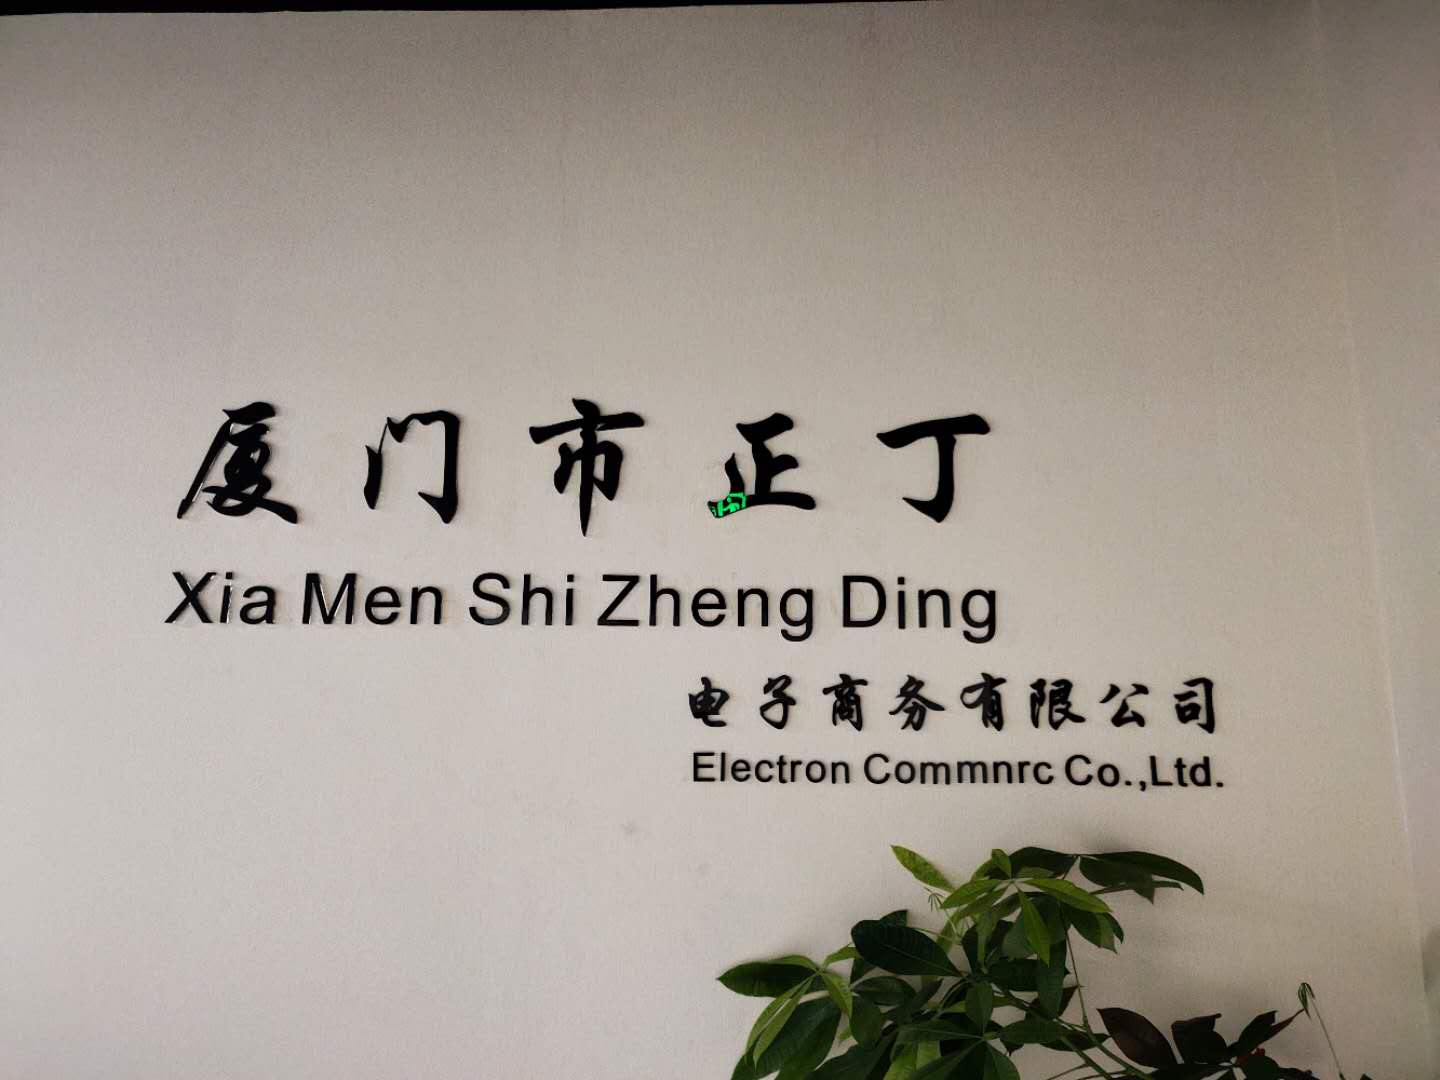 厦门市正丁
Xia Men Shi Zheng Ding
电子商务有限公司
Electron Commnrc Co.,Ltd.